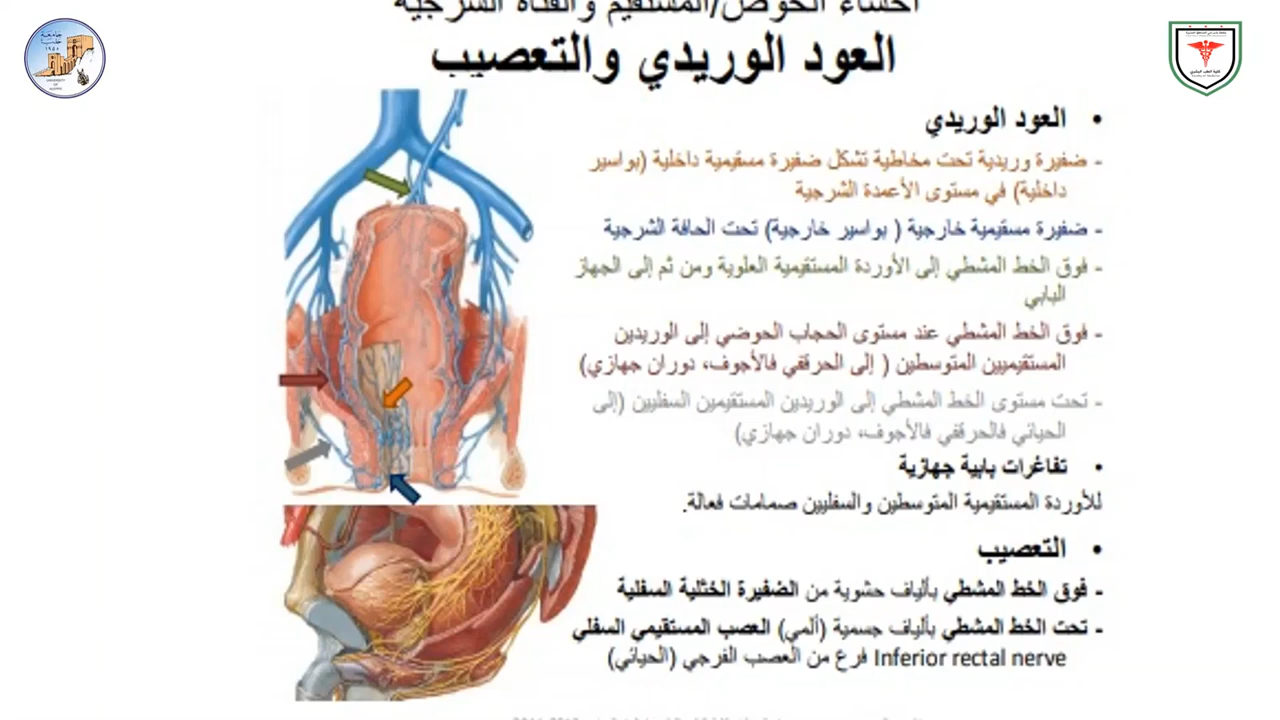 أحشاء الحوض/المستقيم والقناة الشرجية
العود الوريدي والتعصيب
• العود الوريدي
- ضفيرة وريدية تحت مخاطية تشكل ضفيرة مسقيمية داخلية (بواسير
داخلية) في مستوى الأعمدة الشرجية
- ضفيرة مسقيمية خارجية ( بواسير خارجية) تحت الحافة الشرجية
- فوق الخط المشطي إلى الأوردة المستقيمية العلوية ومن ثم إلى الجهاز
البابي
- فوق الخط المشطي عند مستوى الحجاب الحوضي إلى الوريدين
المستقيميين المتوسطين ( إلى الحرقفي فالأجوف، دوران جهازي)
- تحت مستوى الخط المشطي إلى الوريدين المستقيمين السفليين (إلى
الحيائي فالحرقفي فالأجوف، دوران جهازي)
• تفاغرات بابية جهازية
للأوردة المستقيمية المتوسطين والسفليين صمامات فعالة.
• التعصيب
- فوق الخط المشطي بألياف حشوية من الضفيرة الخثلية السفلية
- تحت الخط المشطي بألياف جسمية (ألمي) العصب المستقيمي السفلي
Inferior rectal nerve فرع من العصب الفرجي (الحيائي)